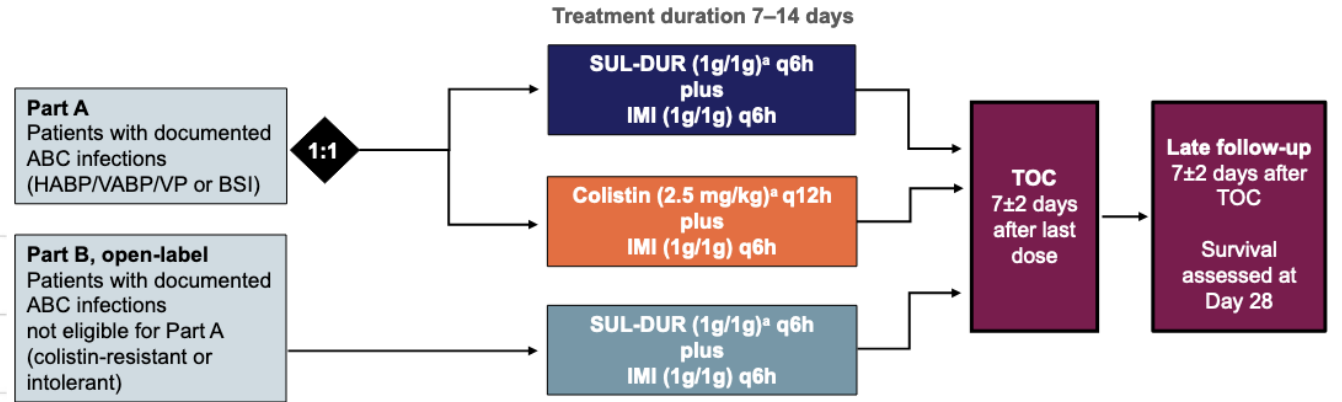 Treatment duration 7–14 days
Part A
Patients with documented
ABC infections
(HABP/VABP/VP or BSI)
1:1
SUL-DUR (1g/1g)ᵃ q6h
plus
IMI (1g/1g) q6h
Colistin (2.5 mg/kg)ᵃ q12h
plus
IMI (1g/1g) q6h
Part B, open-label
Patients with documented
ABC infections
not eligible for Part A
(colistin-resistant or
intolerant)
SUL-DUR (1g/1g)ᵃ q6h
plus
IMI (1g/1g) q6h
TOC
7±2 days
after last
dose
Late follow-up
7±2 days after
TOC
Survival
assessed at
Day 28